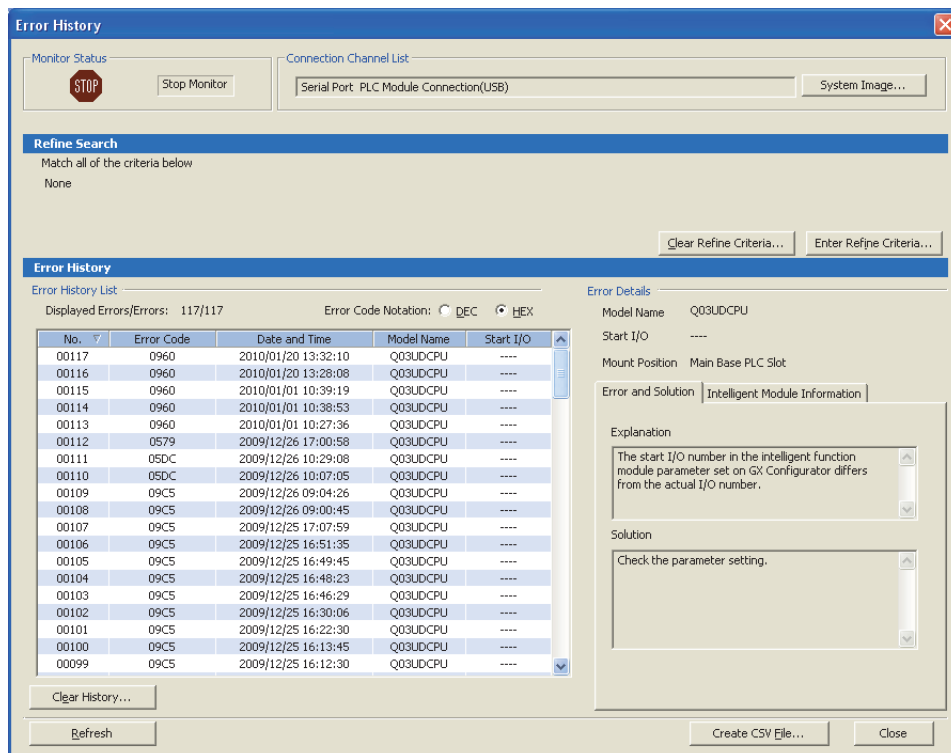 Error History
Monitor Status
STOP
Stop Monitor
Connection Channel List
Serial Port PLC Module Connection(USB)
System Image...
Refine Search
Match all of the criteria below
None
Clear Refine Criteria...
Enter Refine Criteria...
Error History
Error History List
Displayed Errors/Errors: 117/117
Error Code Notation: DEC HEX
No. Error Code Date and Time Model Name Start I/O
00117 0960 2010/01/20 13:32:10 Q03UDCPU ----
00116 0960 2010/01/20 13:28:08 Q03UDCPU ----
00115 0960 2010/01/01 10:39:19 Q03UDCPU ----
00114 0960 2010/01/01 10:38:53 Q03UDCPU ----
00113 0960 2010/01/01 10:27:36 Q03UDCPU ----
00112 0579 2009/12/26 17:00:58 Q03UDCPU ----
00111 05DC 2009/12/26 10:29:08 Q03UDCPU ----
00110 05DC 2009/12/26 10:07:05 Q03UDCPU ----
00109 09C5 2009/12/26 09:04:26 Q03UDCPU ----
00108 09C5 2009/12/26 09:00:45 Q03UDCPU ----
00107 09C5 2009/12/25 17:07:59 Q03UDCPU ----
00106 09C5 2009/12/25 16:51:35 Q03UDCPU ----
00105 09C5 2009/12/25 16:49:45 Q03UDCPU ----
00104 09C5 2009/12/25 16:48:23 Q03UDCPU ----
00103 09C5 2009/12/25 16:46:29 Q03UDCPU ----
00102 09C5 2009/12/25 16:30:06 Q03UDCPU ----
00101 09C5 2009/12/25 16:22:30 Q03UDCPU ----
00100 09C5 2009/12/25 16:13:45 Q03UDCPU ----
00099 09C5 2009/12/25 16:12:30 Q03UDCPU ----
Error Details
Model Name Q03UDCPU
Start I/O ----
Mount Position Main Base PLC Slot
Error and Solution
Intelligent Module Information
Explanation
The start I/O number in the intelligent function
module parameter set on GX Configurator differs
from the actual I/O number.
Solution
Check the parameter setting.
Clear History...
Refresh
Create CSV File...
Close